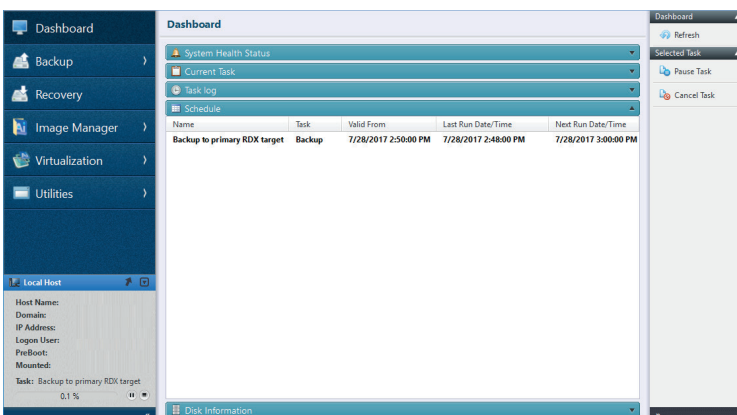 Dashboard
Backup
Recovery
Image Manager
Virtualization
Utilities
Local Host
Host Name:
Domain:
IP Address:
Logon User:
PreBoot:
Mounted:
Task: Backup to primary RDX target
0.1 %
Dashboard
System Health Status
Current Task
Task log
Schedule
Name Task Valid From Last Run Date/Time Next Run Date/Time
Backup to primary RDX target Backup 7/28/2017 2:50:00 PM 7/28/2017 2:48:00 PM 7/28/2017 3:00:00 PM
Disk Information
Dashboard
Refresh
Selected Task
Pause Task
Cancel Task